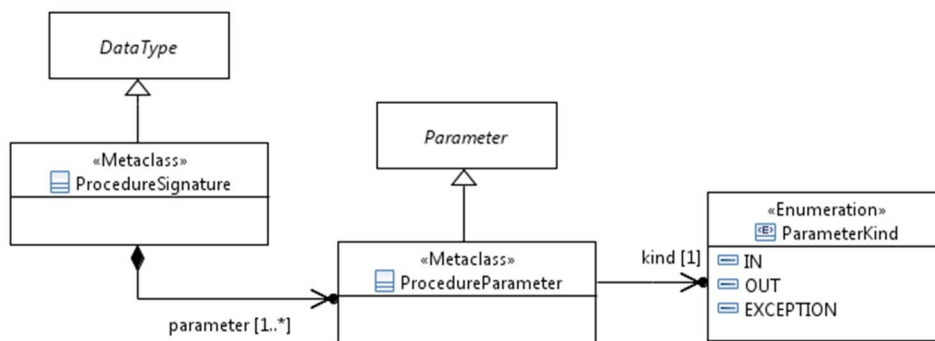 DataType
«Metaclass»
ProcedureSignature
Parameter
«Metaclass»
ProcedureParameter
parameter [1..*]
kind [1]
«Enumeration»
<E> ParameterKind
IN
OUT
EXCEPTION